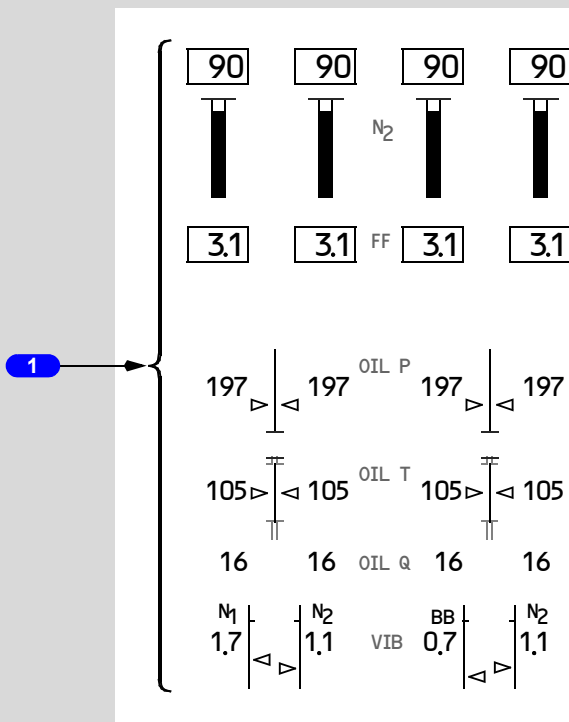 90 90 90 90
N2
3.1 3.1 FF 3.1 3.1
1
OIL P
197 197 197 197
OIL T
105 105 105 105
16 16 OIL Q 16 16
N1 N2 BB N2
1.7 1.1 VIB 0.7 1.1